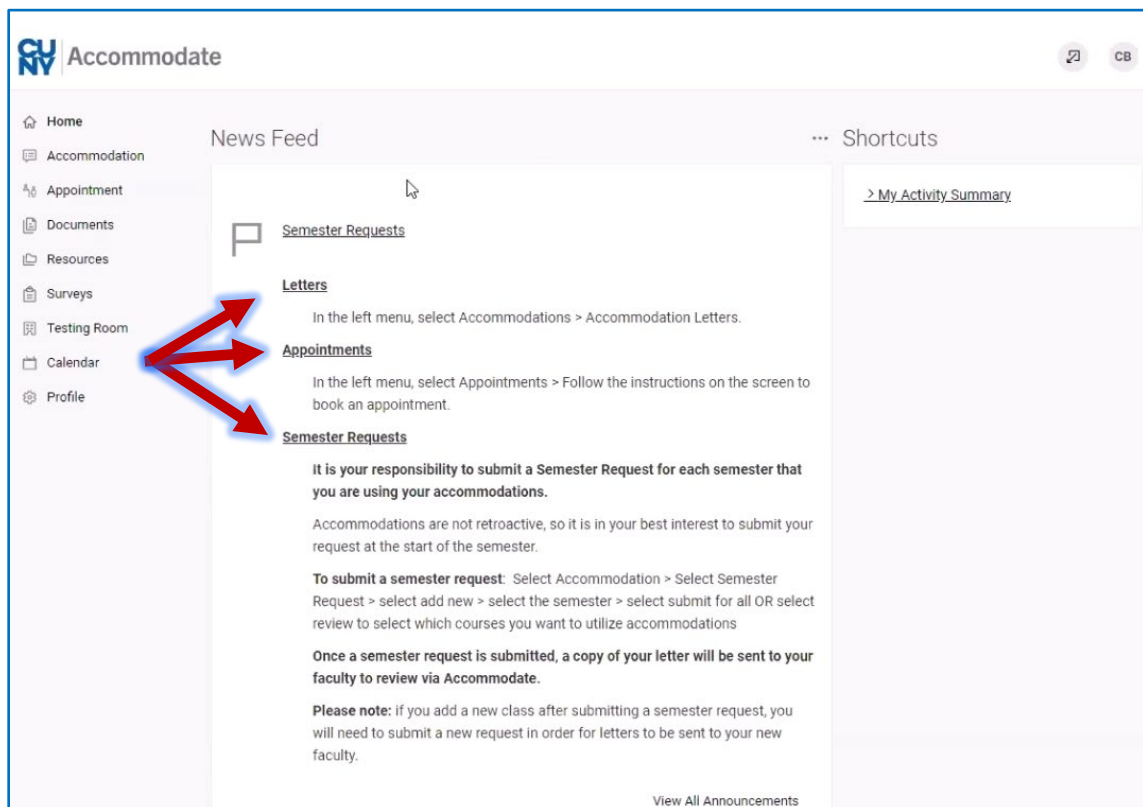 CU
NY Accommodate
CB
Home
Accommodation
Appointment
Documents
Resources
Surveys
Testing Room
Calendar
Profile
News Feed
Semester Requests
Letters
In the left menu, select Accommodations > Accommodation Letters.
Appointments
In the left menu, select Appointments > Follow the instructions on the screen to
book an appointment.
Semester Requests
It is your responsibility to submit a Semester Request for each semester that
you are using your accommodations.
Accommodations are not retroactive, so it is in your best interest to submit your
request at the start of the semester.
To submit a semester request: Select Accommodation > Select Semester
Request > select add new > select the semester > select submit for all OR select
review to select which courses you want to utilize accommodations
Once a semester request is submitted, a copy of your letter will be sent to your
faculty to review via Accommodate.
Please note: if you add a new class after submitting a semester request, you
will need to submit a new request in order for letters to be sent to your new
faculty.
View All Announcements
Shortcuts
> My Activity Summary